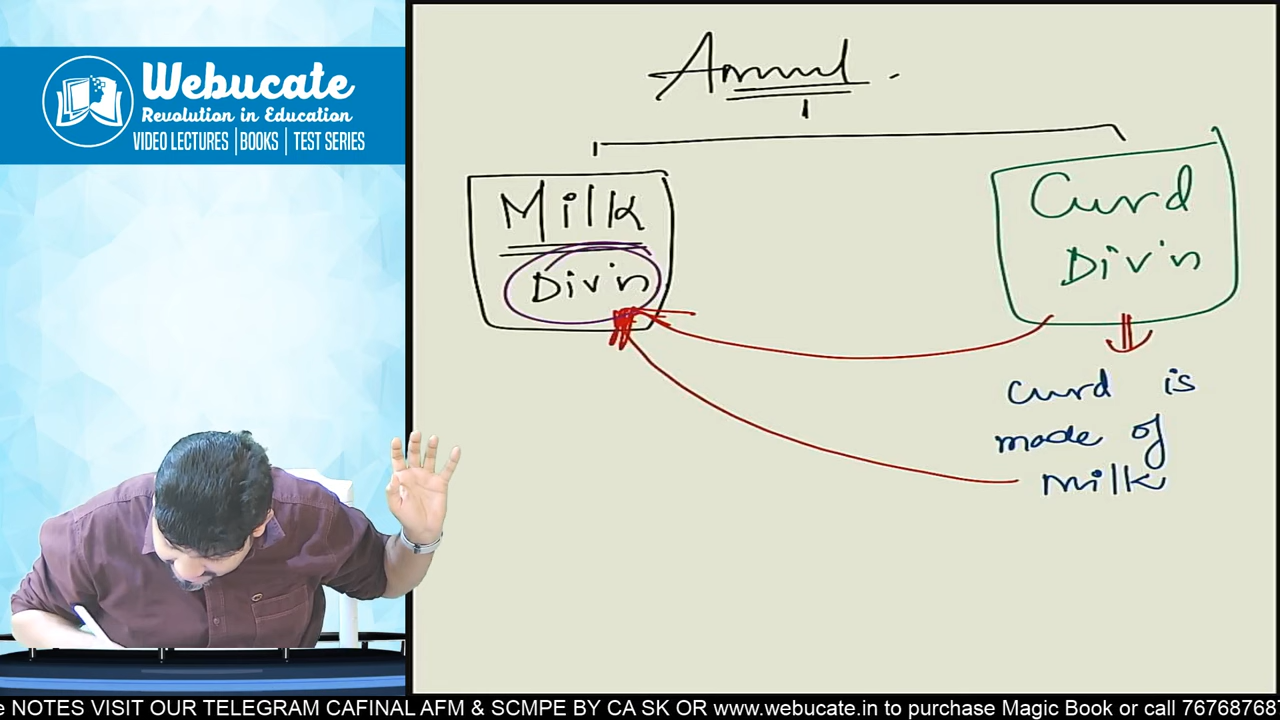 Webucate
Revolution in Education
VIDEO LECTURES | BOOKS | TEST SERIES
Amul.
Milk
Div'n
Curd
Div'n
Curd is
made of
Milk
e NOTES VISIT OUR TELEGRAM CAFINAL AFM & SCMPE BY CA SK OR www.webucate.in to purchase Magic Book or call 76768768